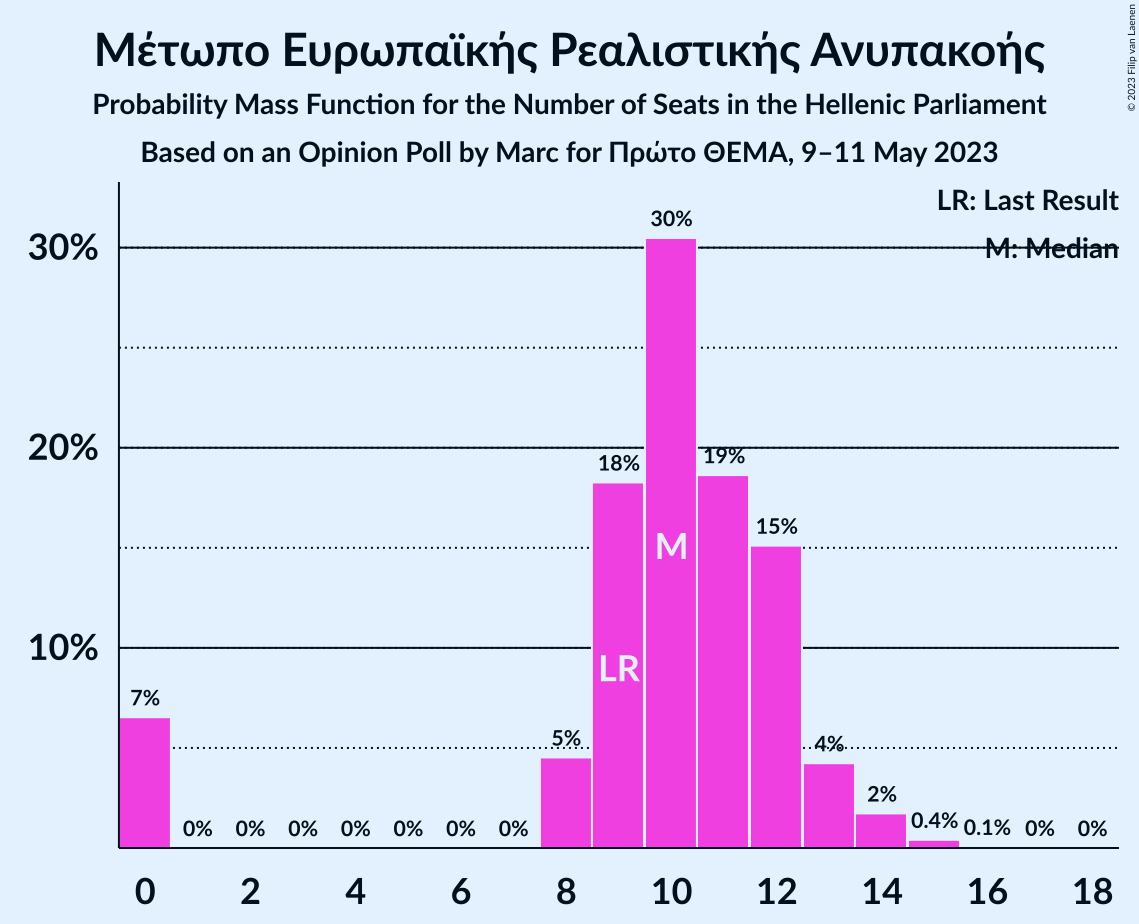 Μέτωπο Ευρωπαϊκής Ρεαλιστικής Ανυπακοής
Probability Mass Function for the Number of Seats in the Hellenic Parliament
Based on an Opinion Poll by Marc for Πρώτο ΘΕΜΑ, 9–11 May 2023
© 2023 Filip van Laenen
LR: Last Result
M: Median
30%
20%
10%
7%
0%
0%
0%
0%
0%
0%
0%
5%
18%
30%
19%
15%
4%
2%
0.4%
0.1%
0%
0%
LR
M
0 2 4 6 8 10 12 14 16 18